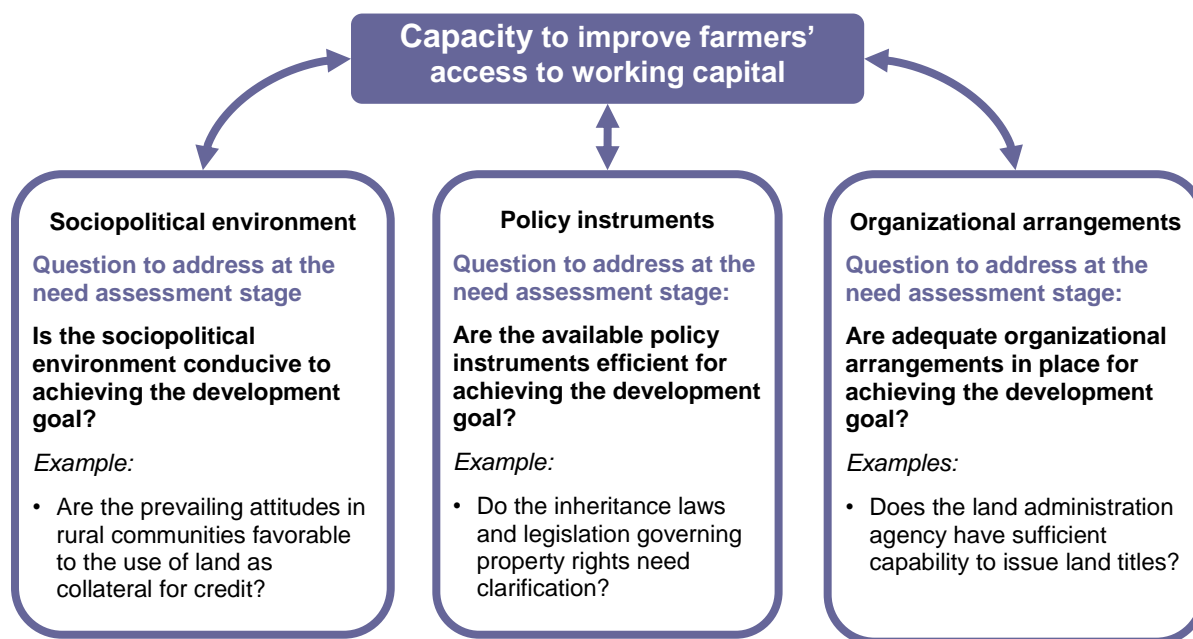 Capacity to improve farmers'
access to working capital
Sociopolitical environment
Question to address at the
need assessment stage
Is the sociopolitical
environment conducive to
achieving the development
goal?
Example:
• Are the prevailing attitudes in
rural communities favorable
to the use of land as
collateral for credit?
Policy instruments
Question to address at the
need assessment stage:
Are the available policy
instruments efficient for
achieving the development
goal?
Example:
• Do the inheritance laws
and legislation governing
property rights need
clarification?
Organizational arrangements
Question to address at the
need assessment stage:
Are adequate organizational
arrangements in place for
achieving the development
goal?
Examples:
• Does the land administration
agency have sufficient
capability to issue land titles?